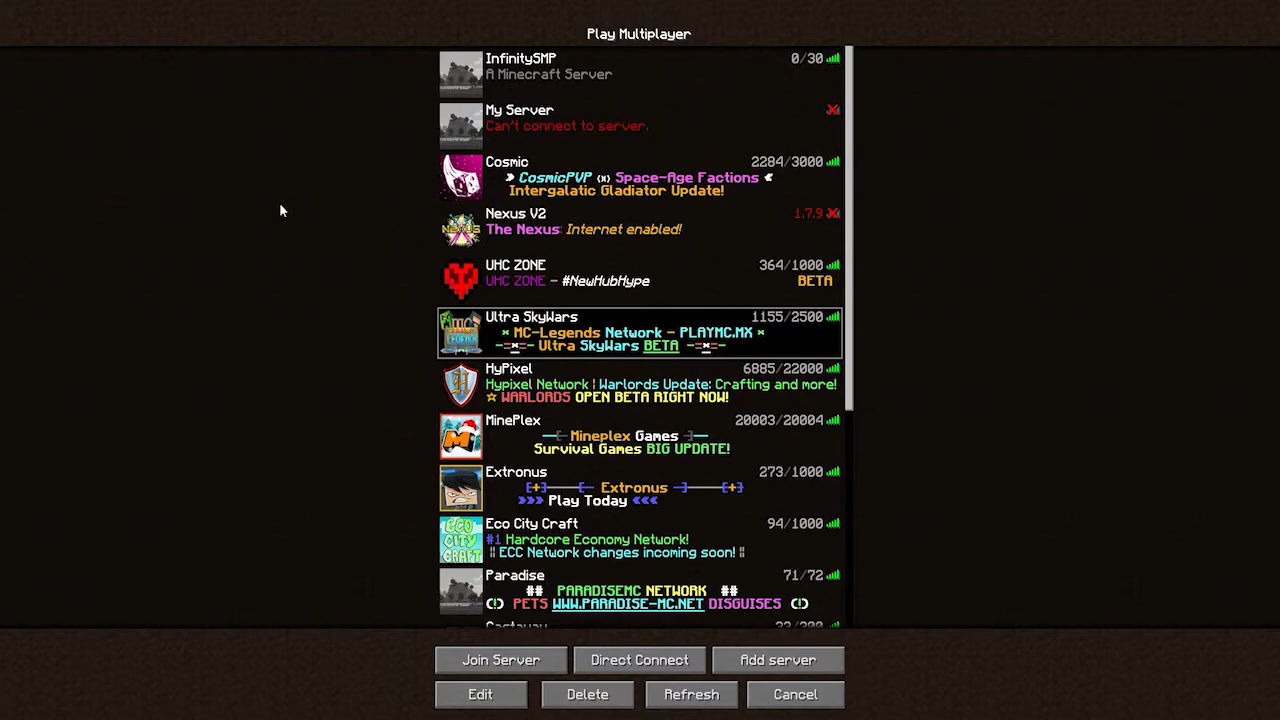 Play Multiplayer
InfinitySMP 0/30
A Minecraft Server
My Server
Can't connect to server.
Cosmic 2284/3000
CosmicPVP (x) Space-Age Factions
Intergalatic Gladiator Update!
Nexus V2 1.7.9
The Nexus: Internet enabled!
UHC ZONE 364/1000
UHC ZONE - #NewHubHype BETA
Ultra SkyWars 1155/2500
× MC-Legends Network - PLAYMC.MX ×
-=×=- Ultra SkyWars BETA -=×=-
HyPixel 6885/22000
Hypixel Network ¦ Warlords Update: Crafting and more!
☆ WARLORDS OPEN BETA RIGHT NOW!
MinePlex 20003/20004
Mineplex Games
Survival Games BIG UPDATE!
Extronus 273/1000
[+]───[─ Extronus ─]───[+]
»»» Play Today «««
Eco City Craft 94/1000
#1 Hardcore Economy Network!
¦¦ ECC Network changes incoming soon! ¦¦
Paradise 71/72
## PARADISEMC NETWORK ##
(!) PETS WWW.PARADISE-MC.NET DISGUISES (!)
Join Server Direct Connect Add server
Edit Delete Refresh Cancel